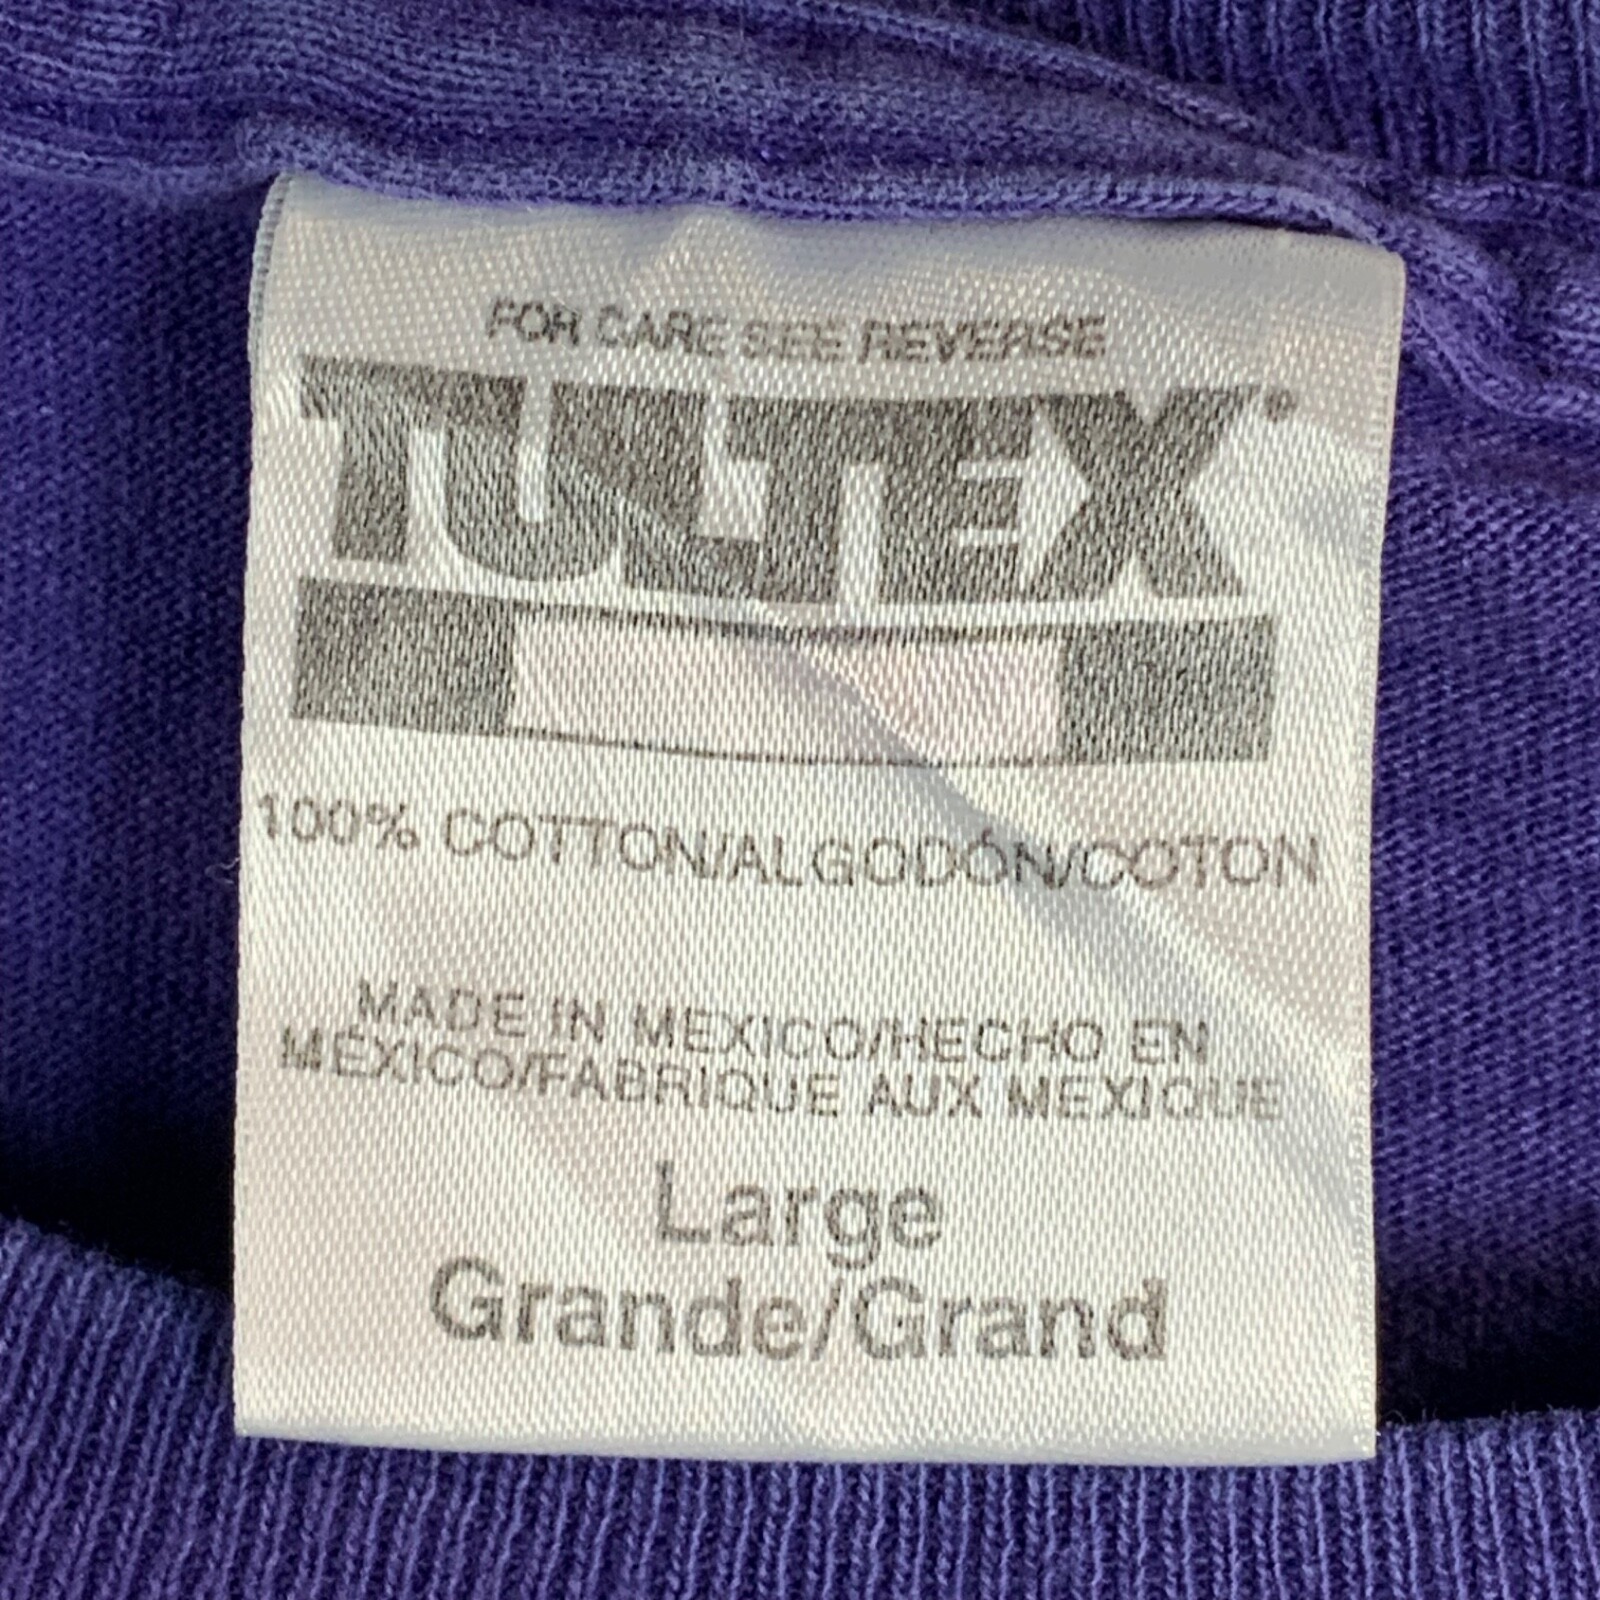 FOR CARE SEE REVERSE
TULTEX®
100% COTTON/ALGODÓN/COTON
MADE IN MEXICO/HECHO EN
MÉXICO/FABRIQUE AUX MEXIQUE
Large
Grande/Grand